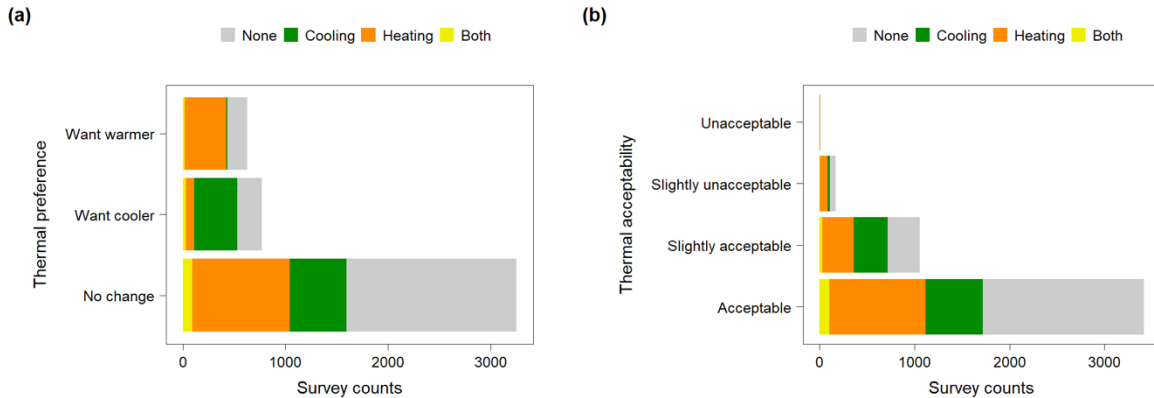 (a)
None Cooling Heating Both
Thermal preference
Want warmer
Want cooler
No change
0 1000 2000 3000
Survey counts
(b)
None Cooling Heating Both
Thermal acceptability
Unacceptable
Slightly unacceptable
Slightly acceptable
Acceptable
0 1000 2000 3000
Survey counts